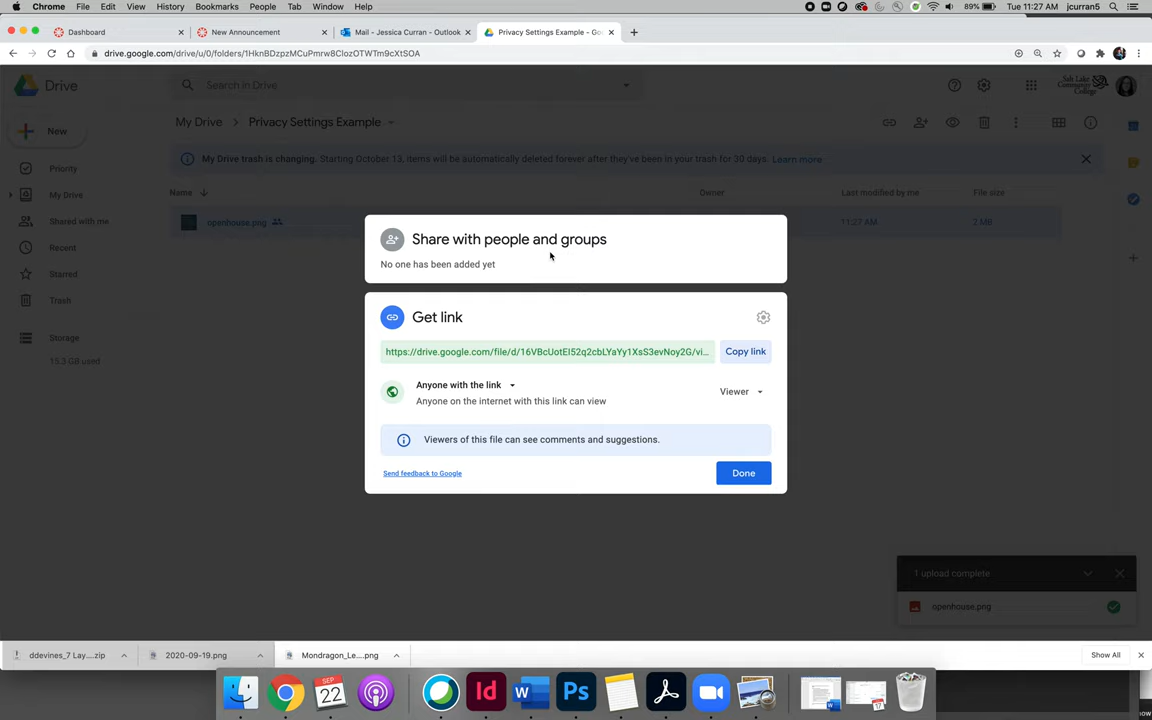 Chrome File Edit View History Bookmarks People Tab Window Help 89% Tue 11:27 AM jcurran5
Dashboard × New Announcement × Mail - Jessica Curran - Outlook × Privacy Settings Example - Go × +
drive.google.com/drive/u/0/folders/1HknBDzpzMCuPmrw8ClozOTWTm9cXtSOA
Drive Search in Drive Salt Lake Community College
New My Drive > Privacy Settings Example
Priority
My Drive trash is changing. Starting October 13, items will be automatically deleted forever after they've been in your trash for 30 days. Learn more
My Drive
Name Owner Last modified by me File size
Shared with me
openhouse.png 11:27 AM 2 MB
Recent
Starred
Trash
Storage
15.3 GB used
Share with people and groups
No one has been added yet
Get link
https://drive.google.com/file/d/16VBcUotEI52q2cbLYaYy1XsS3evNoy2G/vi... Copy link
Anyone with the link
Anyone on the internet with this link can view
Viewer
Viewers of this file can see comments and suggestions.
Send feedback to Google Done
1 upload complete
openhouse.png
ddevines_7 Lay....zip 2020-09-19.png Mondragon_Le....png Show All
SEP
22
Id W Ps
17